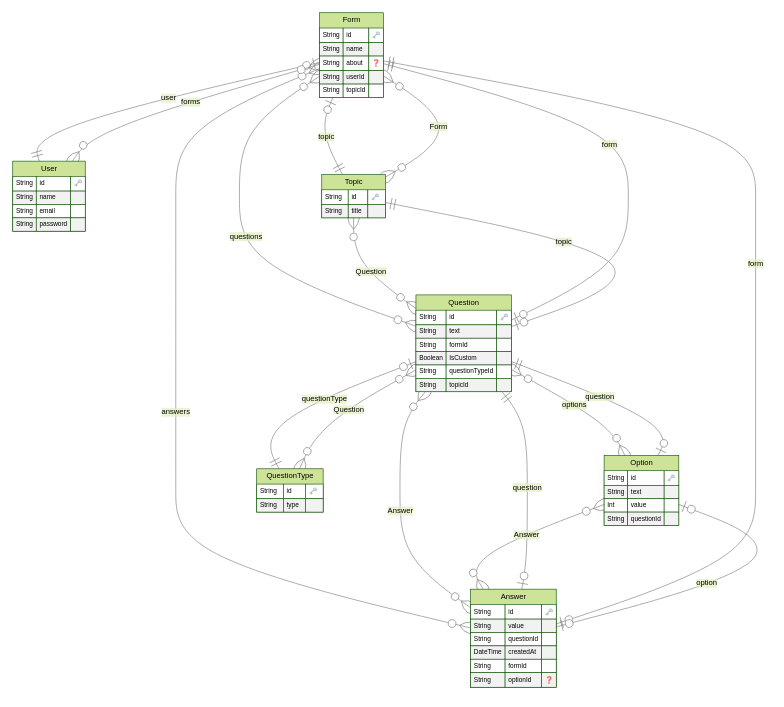 Form
String id
String name
String about ❓
String userId
String topicId
user
forms
topic
Form
form
User
String id
String name
String email
String password
Topic
String id
String title
questions
topic
form
Question
Question
String id
String text
String formId
Boolean IsCustom
String questionTypeId
String topicId
questionType
Question
options
question
answers
QuestionType
String id
String type
Option
String id
String text
Int value
String questionId
Answer
question
Answer
option
Answer
String id
String value
String questionId
DateTime createdAt
String formId
String optionId ❓